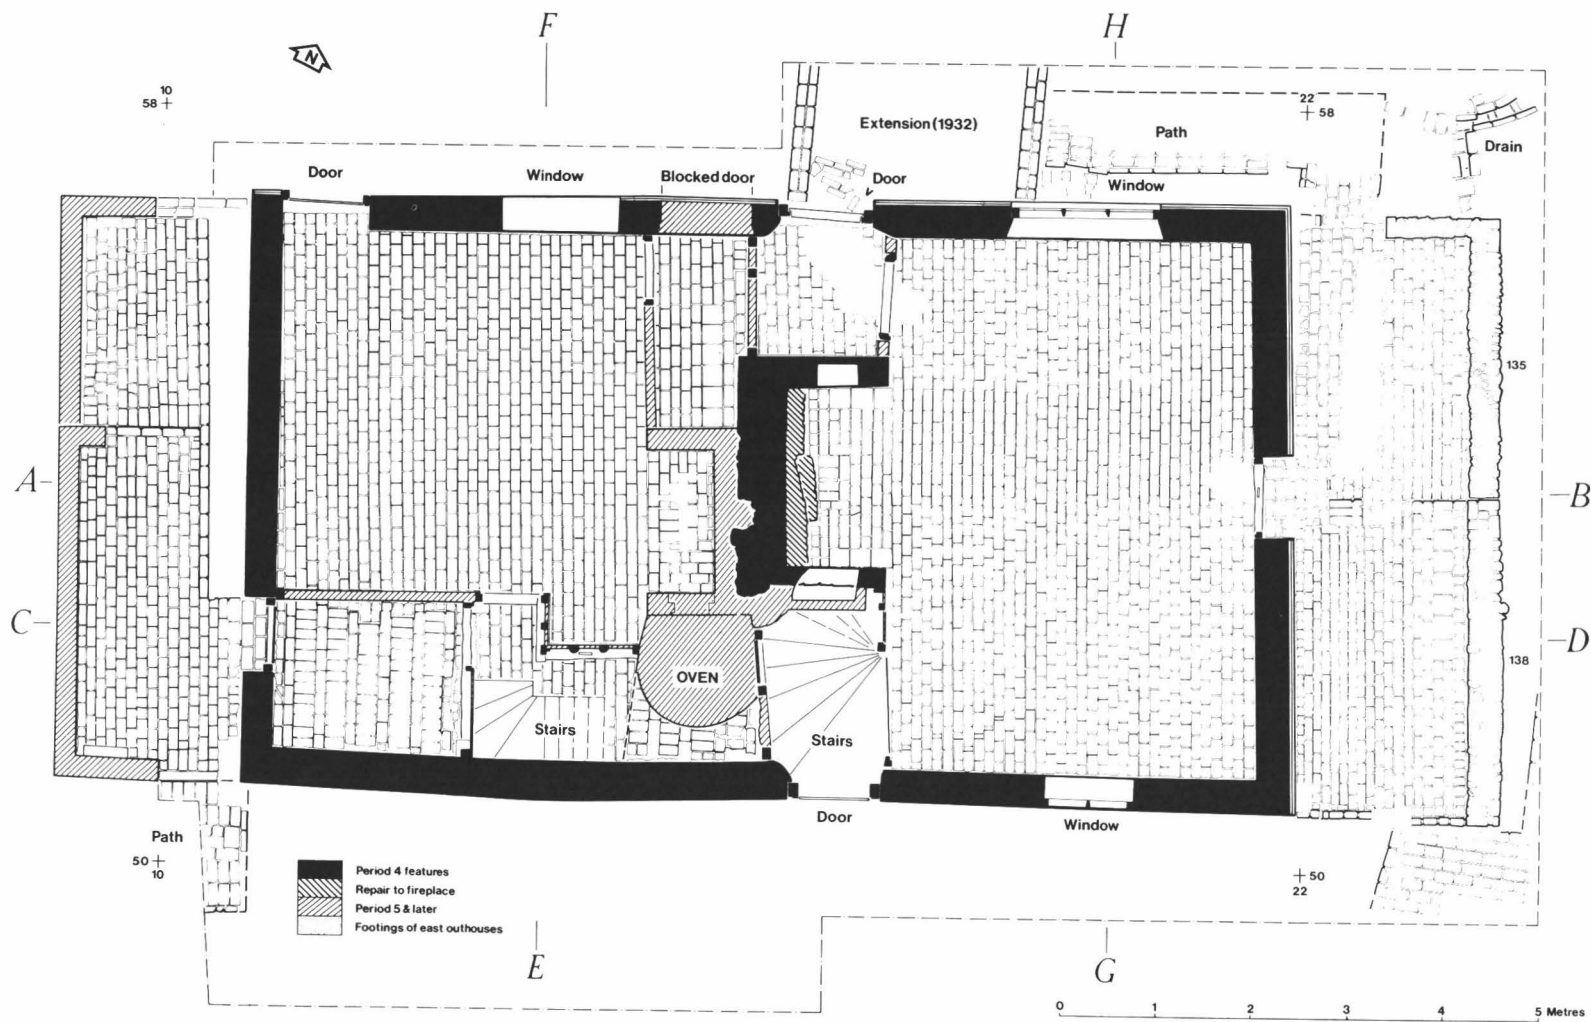 F
H
N
10
58
22
58
Extension (1932)
Path
Drain
Door
Window
Blocked door
Door
Window
135
A
B
C
D
138
OVEN
Stairs
Stairs
Door
Window
Path
50
10
50
22
Period 4 features
Repair to fireplace
Period 5 & later
Footings of east outhouses
E
G
0 1 2 3 4 5 Metres